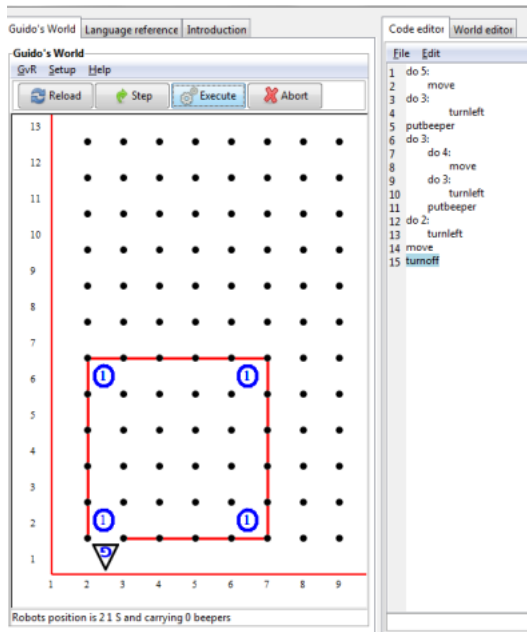 Guido's World Language reference Introduction
Guido's World
GvR Setup Help
Reload Step Execute Abort
13
12
11
10
9
8
7
6
5
4
3
2
1
1 1
1 1
G
1 2 3 4 5 6 7 8 9
Robots position is 2 1 S and carrying 0 beepers
Code editor World editor
File Edit
1 do 5:
2 move
3 do 3:
4 turnleft
5 putbeeper
6 do 3:
7 do 4:
8 move
9 do 3:
10 turnleft
11 putbeeper
12 do 2:
13 turnleft
14 move
15 turnoff